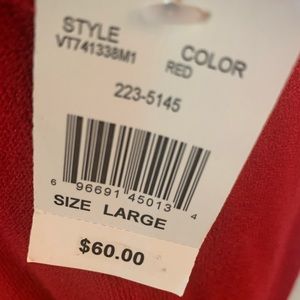 STYLE COLOR
VT741338M1 RED
223-5145
6 96691 45013 4
SIZE LARGE
$60.00